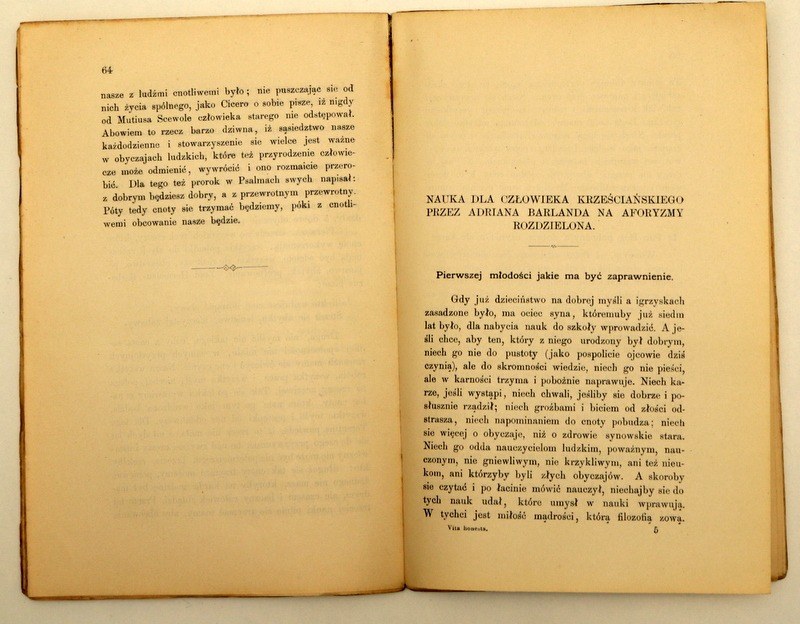 64
nasze z ludźmi cnotliwemi było; nie puszczając sie od
nich życia spólnego, jako Cicero o sobie pisze, iż nigdy
od Mutiusa Scewole człowieka starego nie odstępował.
Abowiem to rzecz barzo dziwna, iż sąsiedztwo nasze
każdodzienne i stowarzyszenie sie wielce jest ważne
w obyczajach ludzkich, które też przyrodzenie człowie-
cze może odmienić, wywrócić i ono rozmaicie przero-
bić. Dla tego też prorok w Psalmach swych napisał:
z dobrym będziesz dobry, a z przewrotnym przewrotny.
Póty tedy cnoty sie trzymać będziemy, póki z cnotli-
wemi obcowanie nasze będzie.
NAUKA DLA CZŁOWIEKA KRZEŚCIAŃSKIEGO
PRZEZ ADRIANA BARLANDA NA AFORYZMY
ROZDZIELONA.
Pierwszej młodości jakie ma być zaprawnienie.
Gdy już dzieciństwo na dobrej myśli a igrzyskach
zasadzone było, ma ociec syna, któremuby już siedm
lat było, dla nabycia nauk do szkoły wprowadzić. A je-
śli chce, aby ten, który z niego urodzony był dobrym,
niech go nie do pustoty (jako pospolicie ojcowie dziś
czynią), ale do skromności wiedzie, niech go nie pieści,
ale w karności trzyma i pobożnie naprawuje. Niech ka-
rze, jeśli wystąpi, niech chwali, jeśliby sie dobrze i po-
słusznie rządził; niech groźbami i biciem od złości od-
strasza, niech napominaniem do cnoty pobudza; niech
sie więcej o obyczaje, niż o zdrowie synowskie stara.
Niech go odda nauczycielom ludzkim, poważnym, nau-
czonym, nie gniewliwym, nie krzykliwym, ani też nieu-
kom, ani którzyby byli złych obyczajów. A skoroby
sie czytać i po łacinie mówić nauczył, niechajby sie do
tych nauk udał, które umysł w nauki wprawują.
W tychci jest miłość mądrości, którą filozofią zową.
Vita honesta. 5